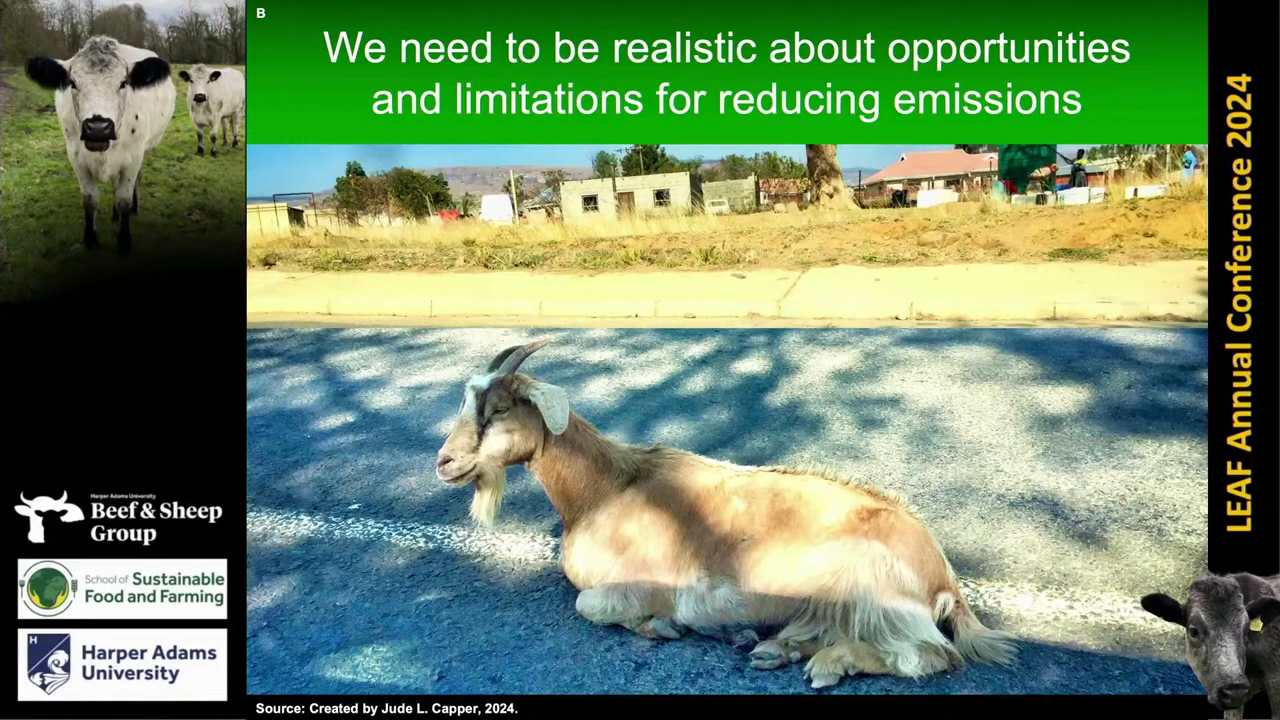 B
We need to be realistic about opportunities
and limitations for reducing emissions
LEAF Annual Conference 2024
Harper Adams University
Beef & Sheep
Group
School of Sustainable
Food and Farming
H
Harper Adams
University
Source: Created by Jude L. Capper, 2024.